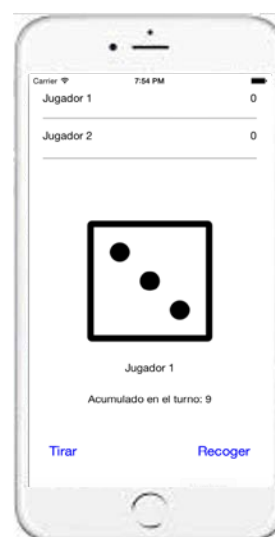 Carrier 7:54 PM
Jugador 1 0
Jugador 2 0
Jugador 1
Acumulado en el turno: 9
Tirar Recoger